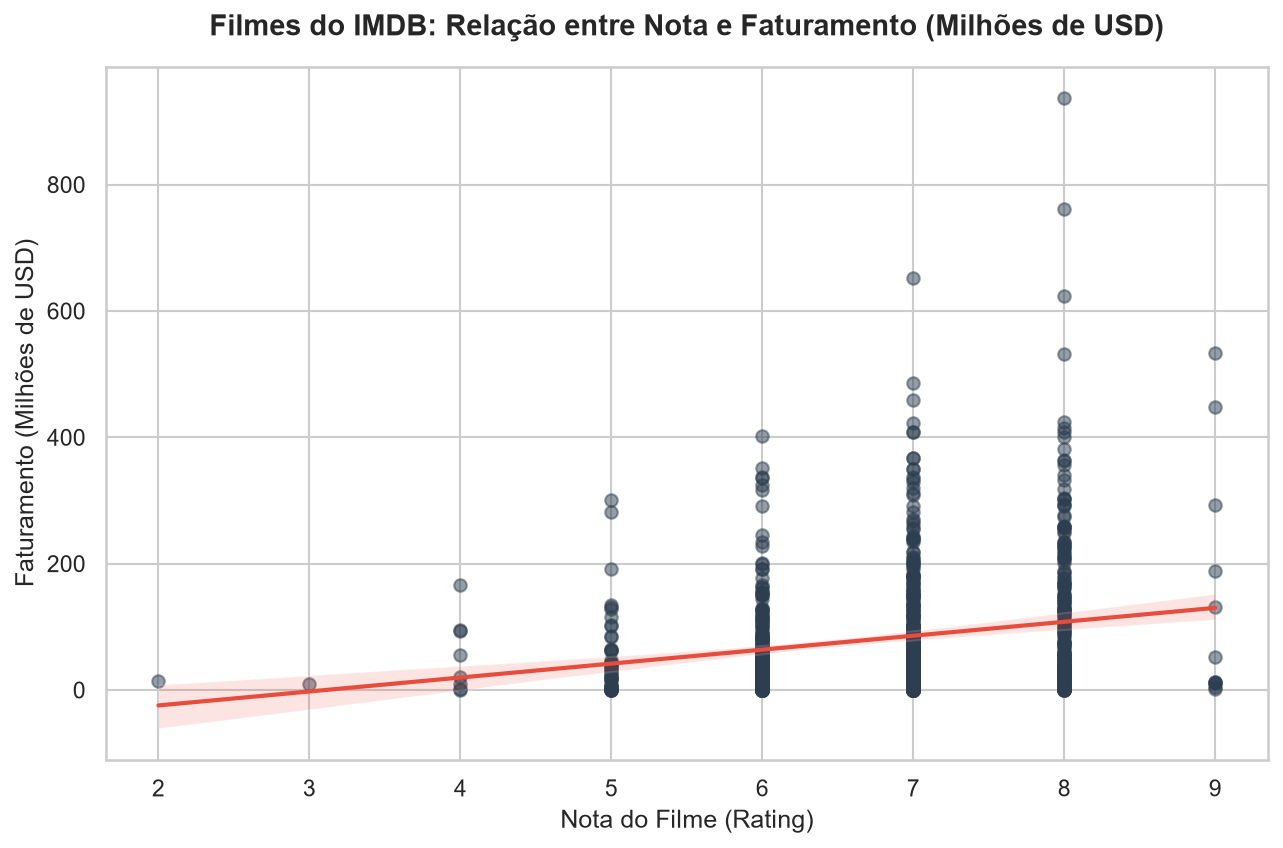 Filmes do IMDB: Relação entre Nota e Faturamento (Milhões de USD)
Faturamento (Milhões de USD)
800
600
400
200
0
2 3 4 5 6 7 8 9
Nota do Filme (Rating)